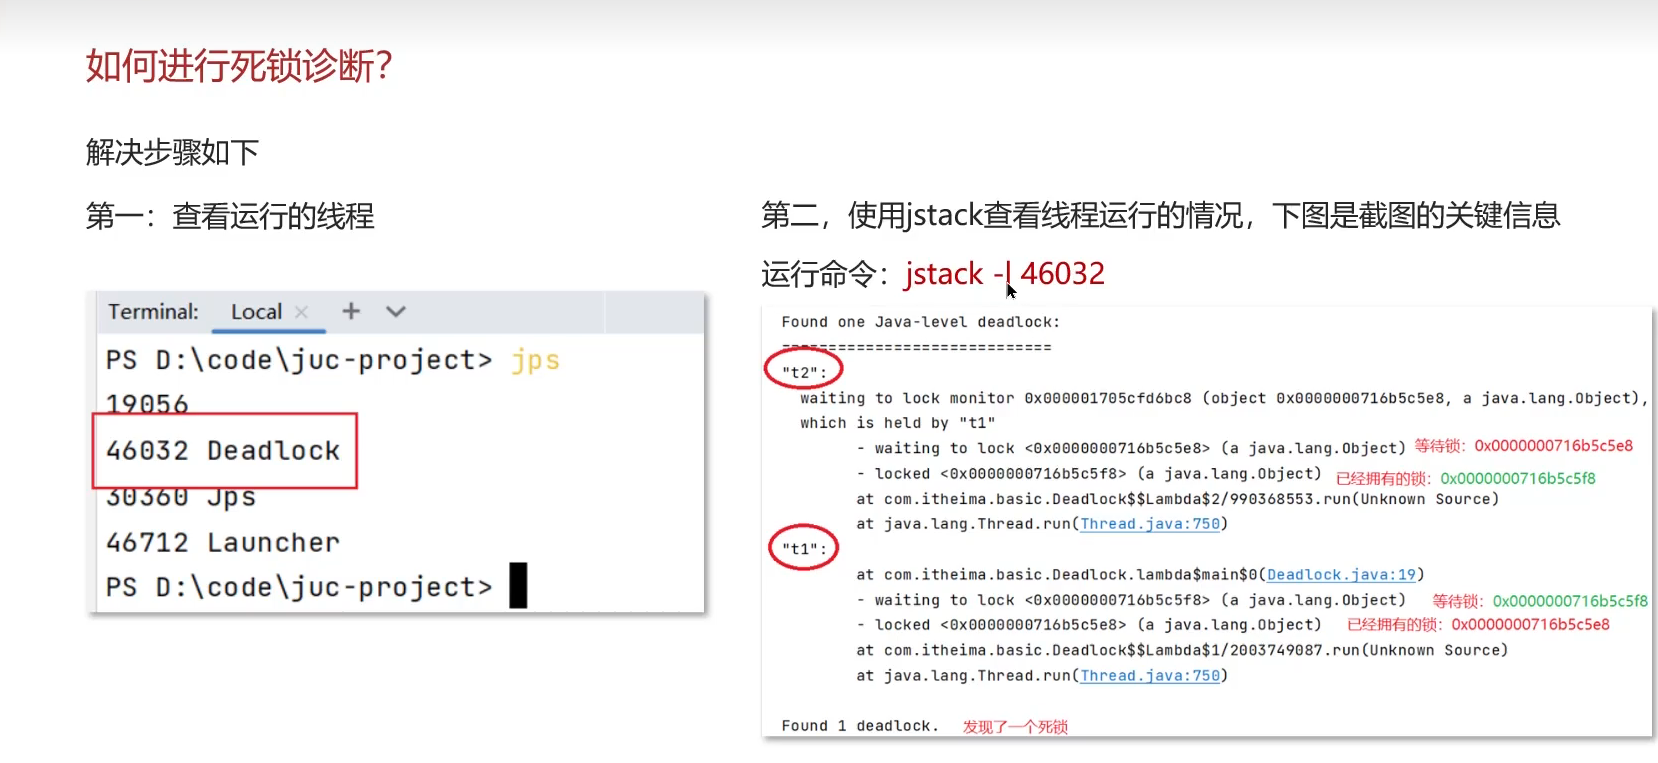 如何进行死锁诊断？
解决步骤如下
第一：查看运行的线程
Terminal: Local × +
PS D:\code\juc-project> jps
19056
46032 Deadlock
30360 Jps
46712 Launcher
PS D:\code\juc-project>
第二，使用jstack查看线程运行的情况，下图是截图的关键信息
运行命令：jstack -l 46032
Found one Java-level deadlock:
=============================
"t2":
waiting to lock monitor 0x000001705cfd6bc8 (object 0x0000000716b5c5e8, a java.lang.Object),
which is held by "t1"
- waiting to lock <0x0000000716b5c5e8> (a java.lang.Object) 等待锁：0x0000000716b5c5e8
- locked <0x0000000716b5c5f8> (a java.lang.Object) 已经拥有的锁：0x0000000716b5c5f8
at com.itheima.basic.Deadlock$$Lambda$2/990368553.run(Unknown Source)
at java.lang.Thread.run(Thread.java:750)
"t1":
at com.itheima.basic.Deadlock.lambda$main$0(Deadlock.java:19)
- waiting to lock <0x0000000716b5c5f8> (a java.lang.Object) 等待锁：0x0000000716b5c5f8
- locked <0x0000000716b5c5e8> (a java.lang.Object) 已经拥有的锁：0x0000000716b5c5e8
at com.itheima.basic.Deadlock$$Lambda$1/2003749087.run(Unknown Source)
at java.lang.Thread.run(Thread.java:750)
Found 1 deadlock. 发现了一个死锁